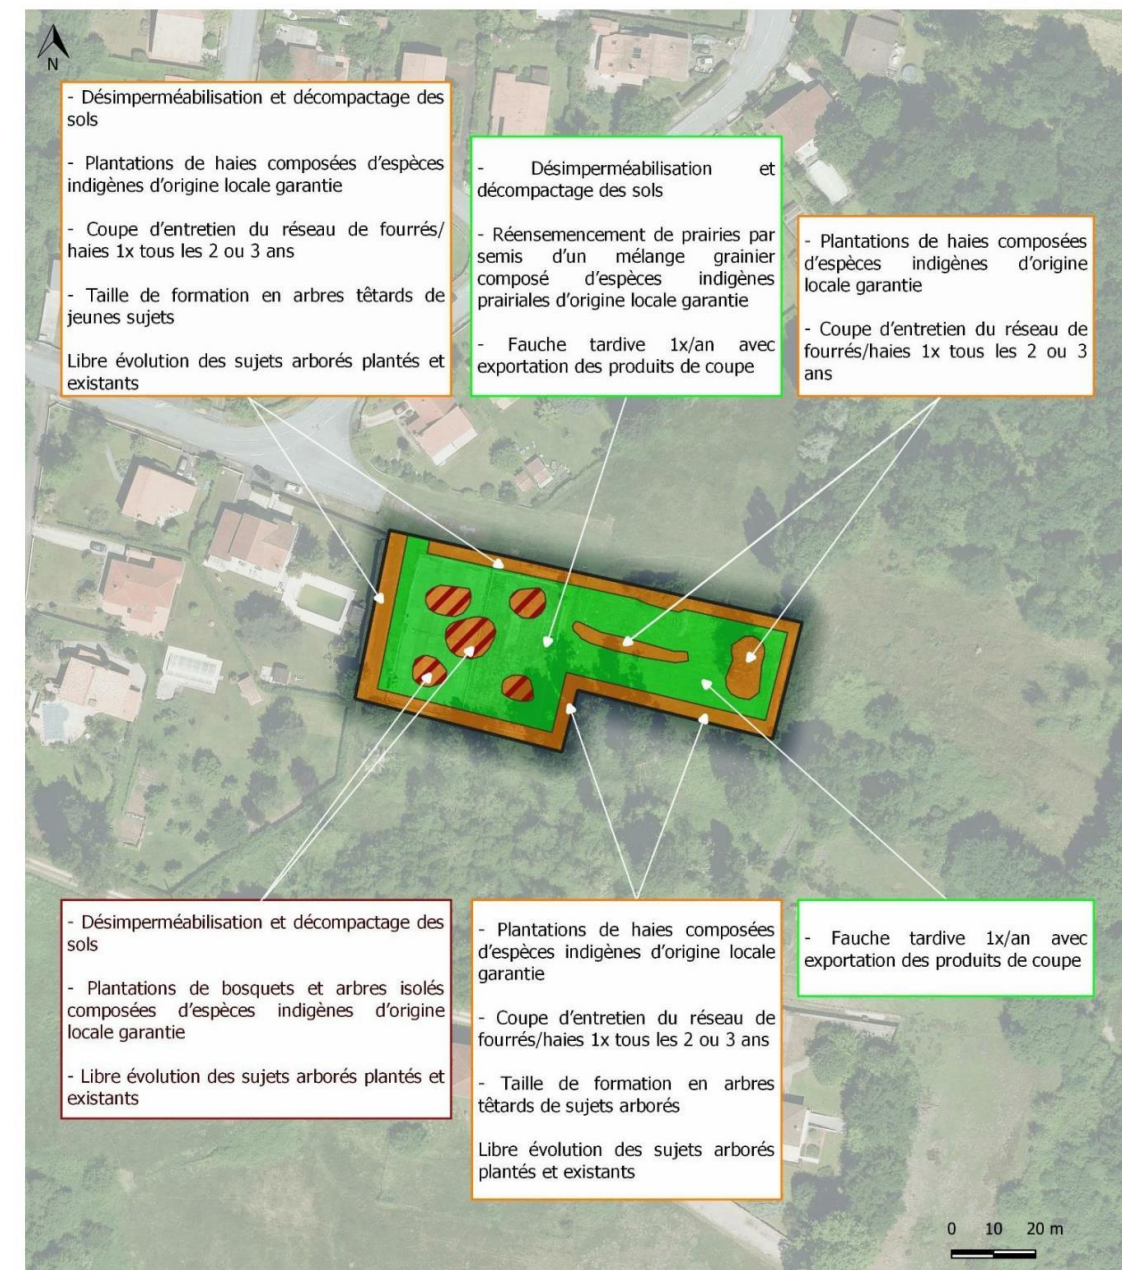 N
- Désimperméabilisation et décompactage des
sols
- Plantations de haies composées d'espèces
indigènes d'origine locale garantie
- Coupe d'entretien du réseau de fourrés/
haies 1x tous les 2 ou 3 ans
- Taille de formation en arbres têtards de
jeunes sujets
Libre évolution des sujets arborés plantés et
existants
- Désimperméabilisation et
décompactage des sols
- Réensemencement de prairies par
semis d'un mélange grainier
composé d'espèces indigènes
prairiales d'origine locale garantie
- Fauche tardive 1x/an avec
exportation des produits de coupe
- Plantations de haies composées
d'espèces indigènes d'origine
locale garantie
- Coupe d'entretien du réseau de
fourrés/haies 1x tous les 2 ou 3
ans
- Désimperméabilisation et décompactage des
sols
- Plantations de bosquets et arbres isolés
composées d'espèces indigènes d'origine
locale garantie
- Libre évolution des sujets arborés plantés et
existants
- Plantations de haies composées
d'espèces indigènes d'origine locale
garantie
- Coupe d'entretien du réseau de
fourrés/haies 1x tous les 2 ou 3 ans
- Taille de formation en arbres
têtards de sujets arborés
Libre évolution des sujets arborés
plantés et existants
- Fauche tardive 1x/an avec
exportation des produits de coupe
0 10 20 m